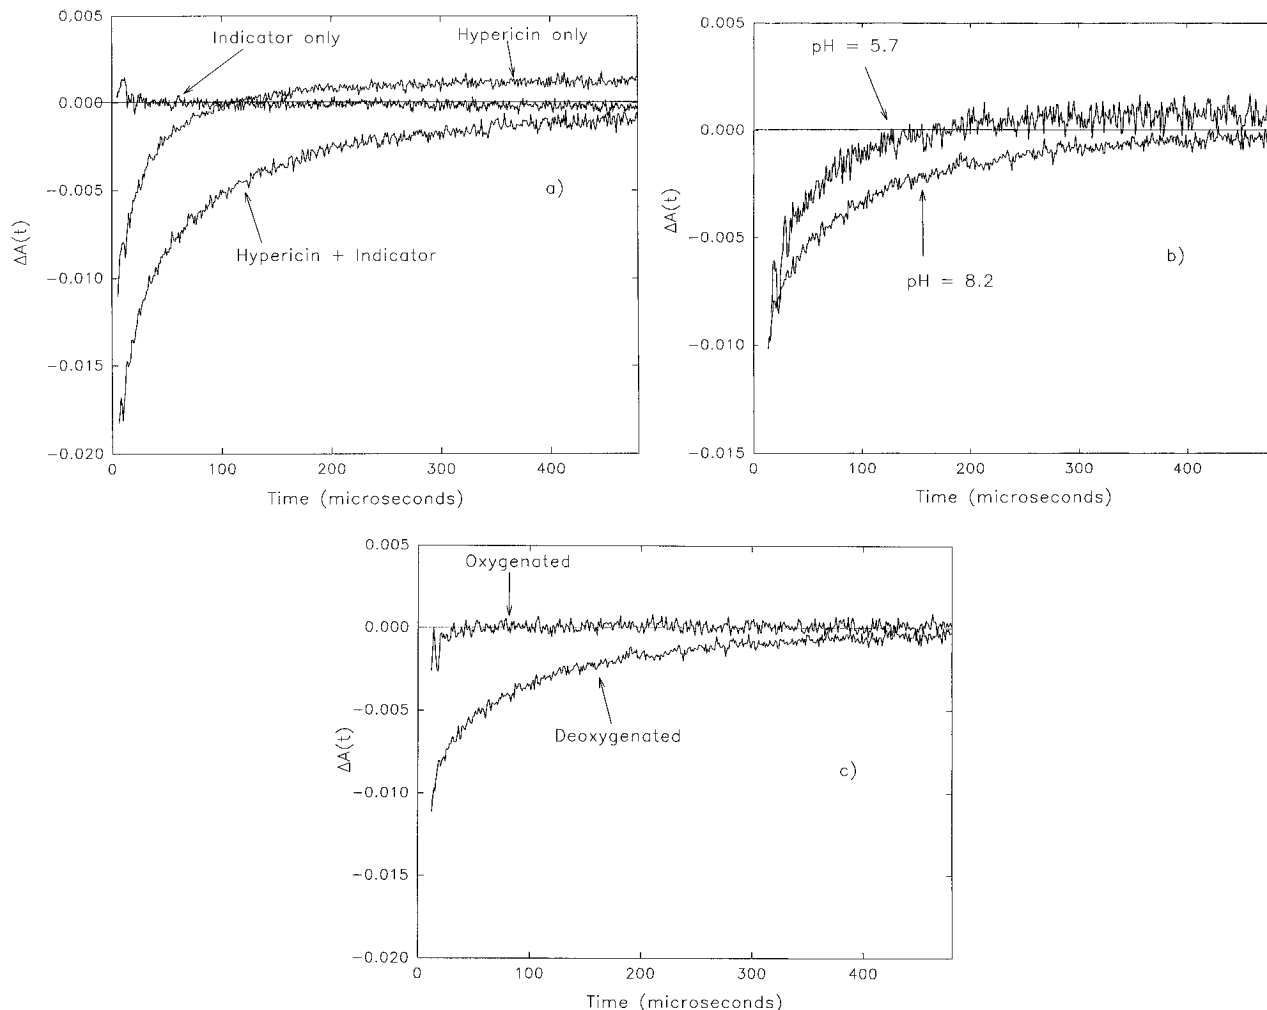 0.005
0.000
−0.005
−0.010
−0.015
−0.020
ΔA(t)
Indicator only
Hypericin only
Hypericin + Indicator
a)
0
100
200
300
400
Time (microseconds)
0.005
0.000
−0.005
−0.010
−0.015
ΔA(t)
pH = 5.7
pH = 8.2
b)
0
100
200
300
400
Time (microseconds)
0.005
0.000
−0.005
−0.010
−0.015
−0.020
ΔA(t)
Oxygenated
Deoxygenated
c)
0
100
200
300
400
Time (microseconds)